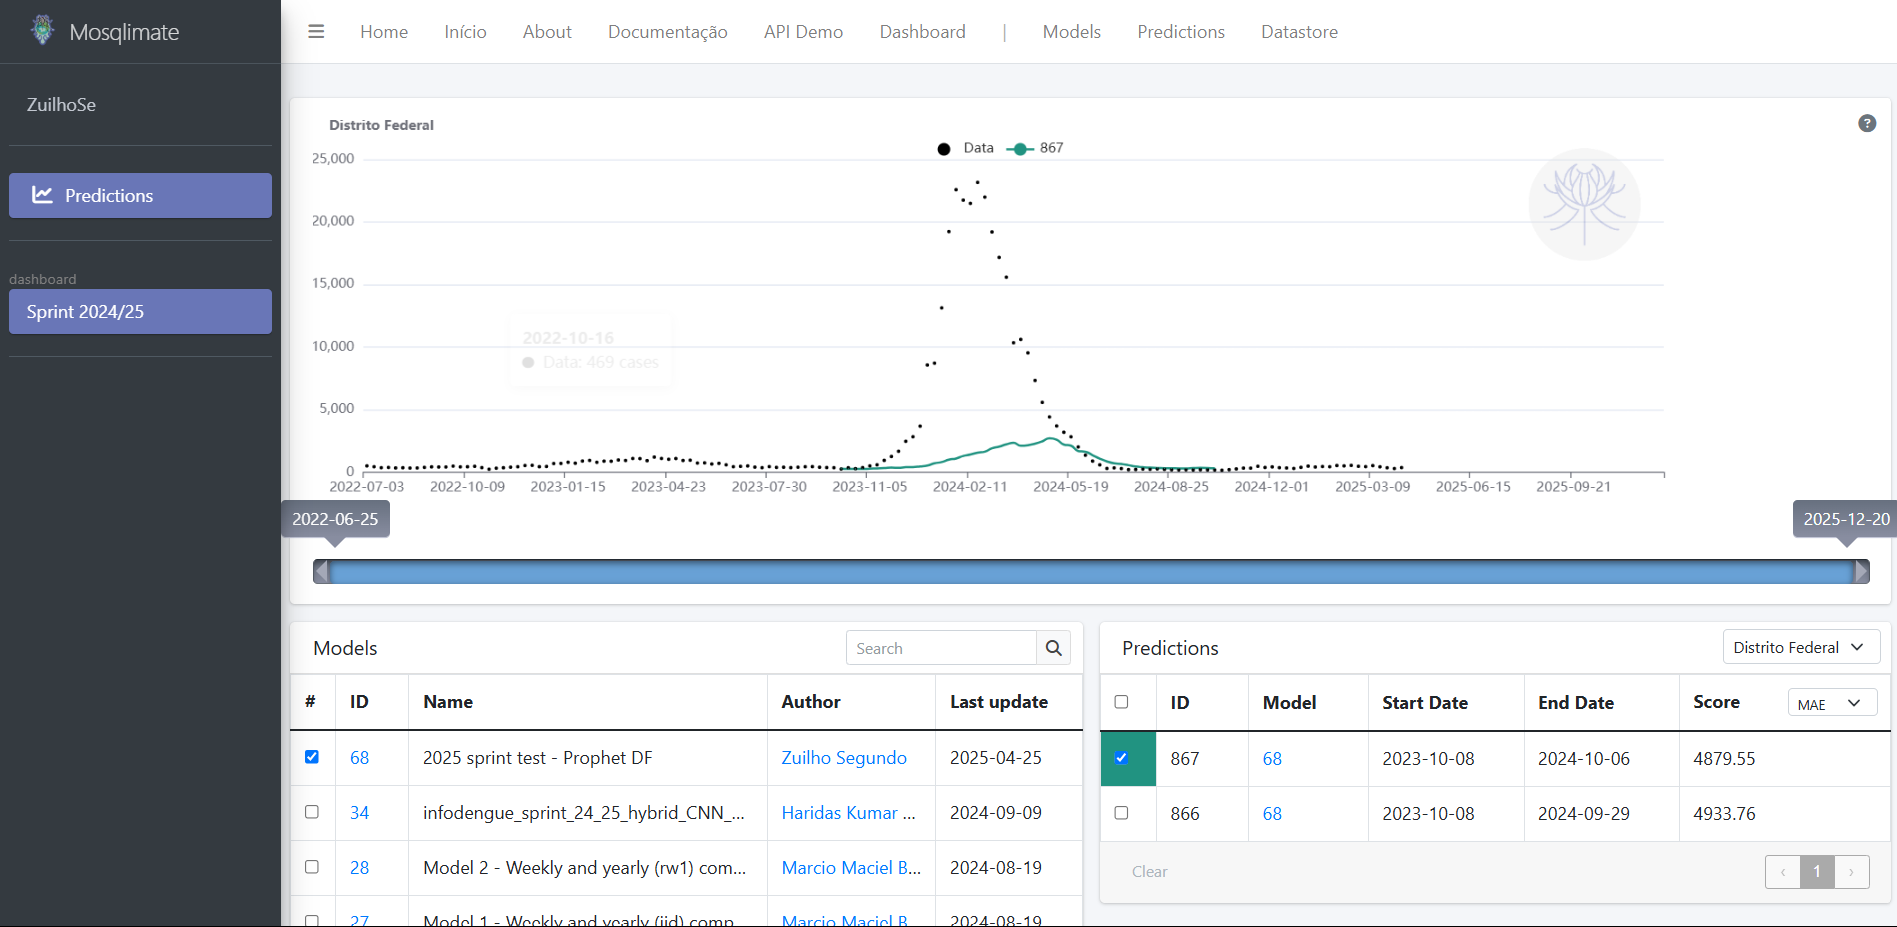 Mosqlimate
Home Início About Documentação API Demo Dashboard | Models Predictions Datastore
ZuilhoSe
Predictions
dashboard
Sprint 2024/25
Distrito Federal
?
Data 867
25,000
20,000
15,000
10,000
5,000
0
2022-10-16
Data: 469 cases
2022-07-03 2022-10-09 2023-01-15 2023-04-23 2023-07-30 2023-11-05 2024-02-11 2024-05-19 2024-08-25 2024-12-01 2025-03-09 2025-06-15 2025-09-21
2022-06-25 2025-12-20
Models Search
# ID Name Author Last update
68 2025 sprint test - Prophet DF Zuilho Segundo 2025-04-25
34 infodengue_sprint_24_25_hybrid_CNN_... Haridas Kumar ... 2024-09-09
28 Model 2 - Weekly and yearly (rw1) com... Marcio Maciel B... 2024-08-19
27 Model 1 - Weekly and yearly (iid) comp... Marcio Maciel B... 2024-08-19
Predictions Distrito Federal
ID Model Start Date End Date Score MAE
867 68 2023-10-08 2024-10-06 4879.55
866 68 2023-10-08 2024-09-29 4933.76
Clear ‹ 1 ›